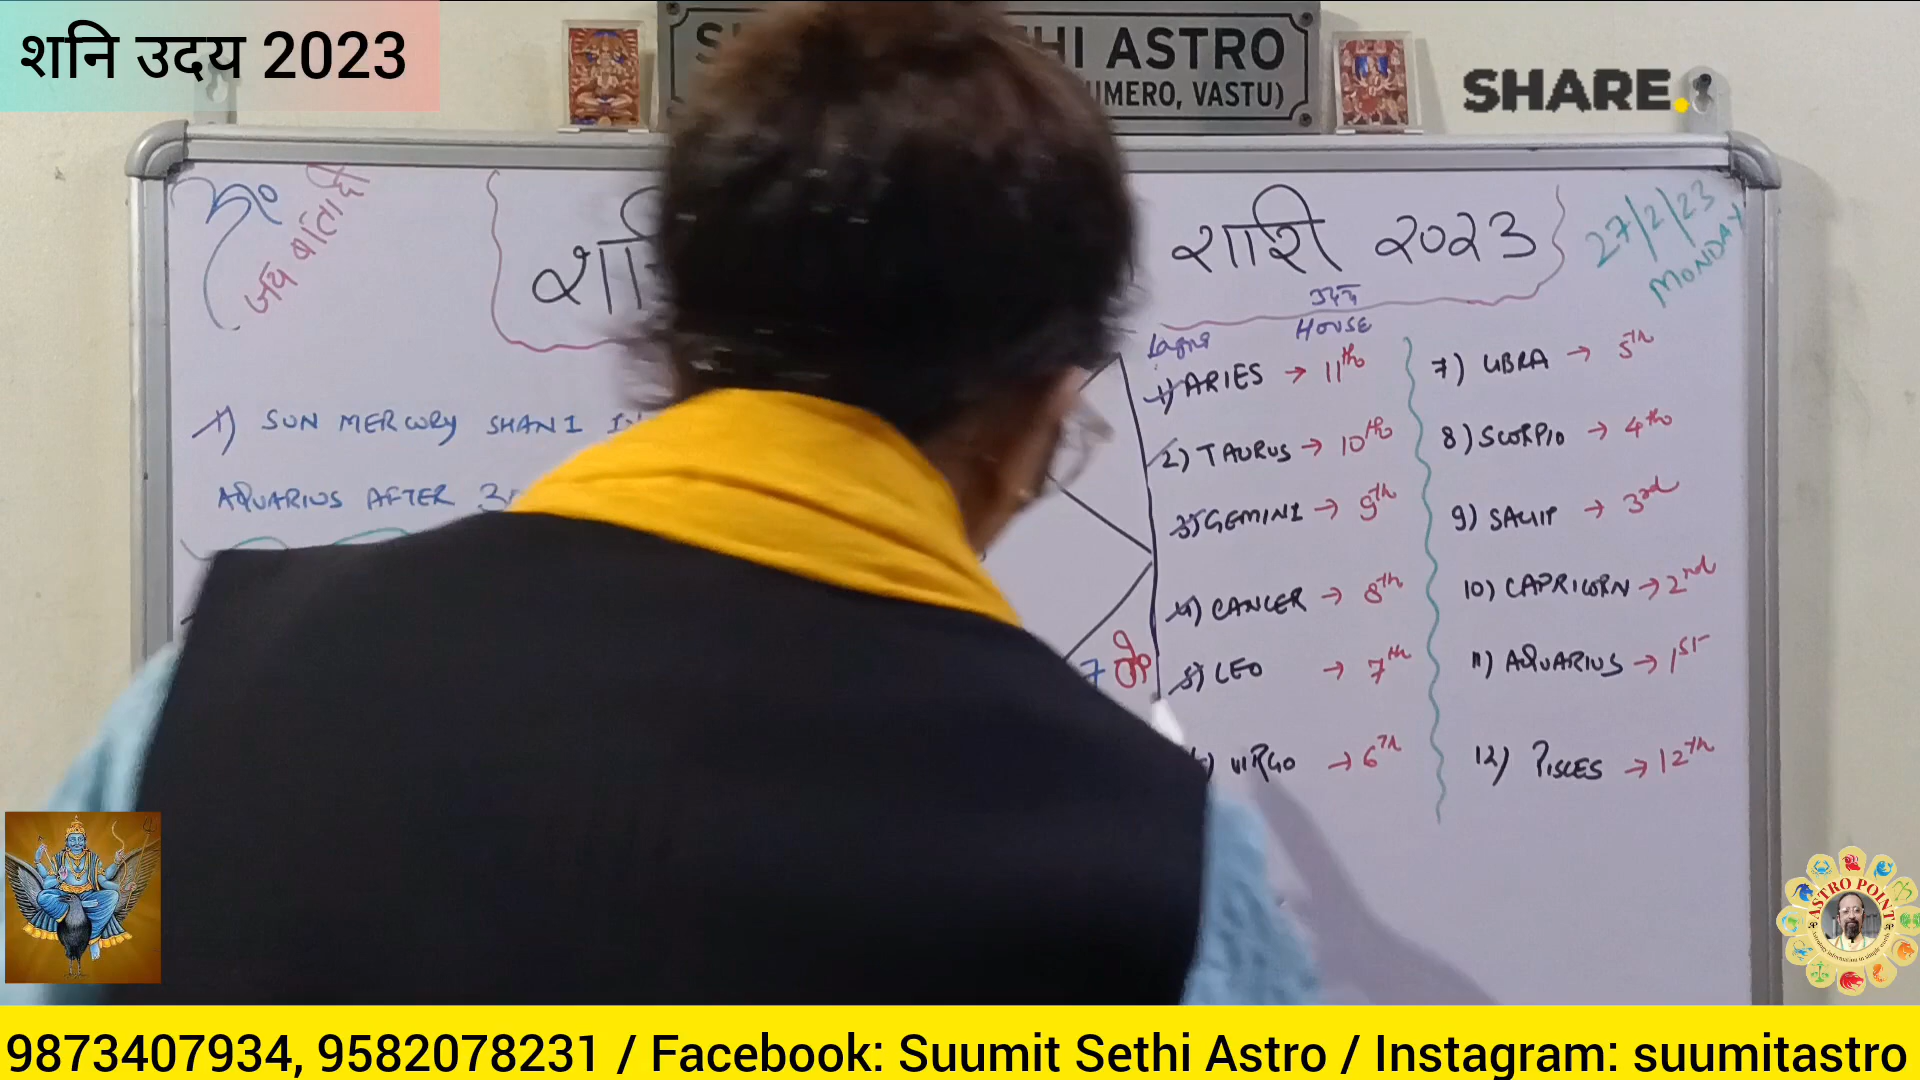 शनि उदय 2023
HI ASTRO
UMERO, VASTU)
SHARE.
ॐ
जय माता दी
राशि २०२३
27/2/23
MONDAY
उदय
Lagna HOUSE
1) ARIES → 11th
2) TAURUS → 10th
3) GEMINI → 9th
4) CANCER → 8th
5) LEO → 7th
) VIRGO → 6th
7) LIBRA → 5th
8) SCORPIO → 4th
9) SAGIT → 3rd
10) CAPRICORN → 2nd
11) AQUARIUS → 1st
12) PISCES → 12th
1) SUN MERCURY SHANI
AQUARIUS AFTER
7
ASTRO POINT
9873407934, 9582078231 / Facebook: Suumit Sethi Astro / Instagram: suumitastro